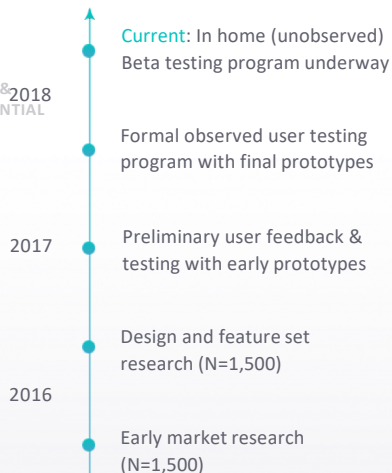 Current: In home (unobserved)
Beta testing program underway
&
2018
NTIAL
Formal observed user testing
program with final prototypes
2017
Preliminary user feedback &
testing with early prototypes
Design and feature set
research (N=1,500)
2016
Early market research
(N=1,500)